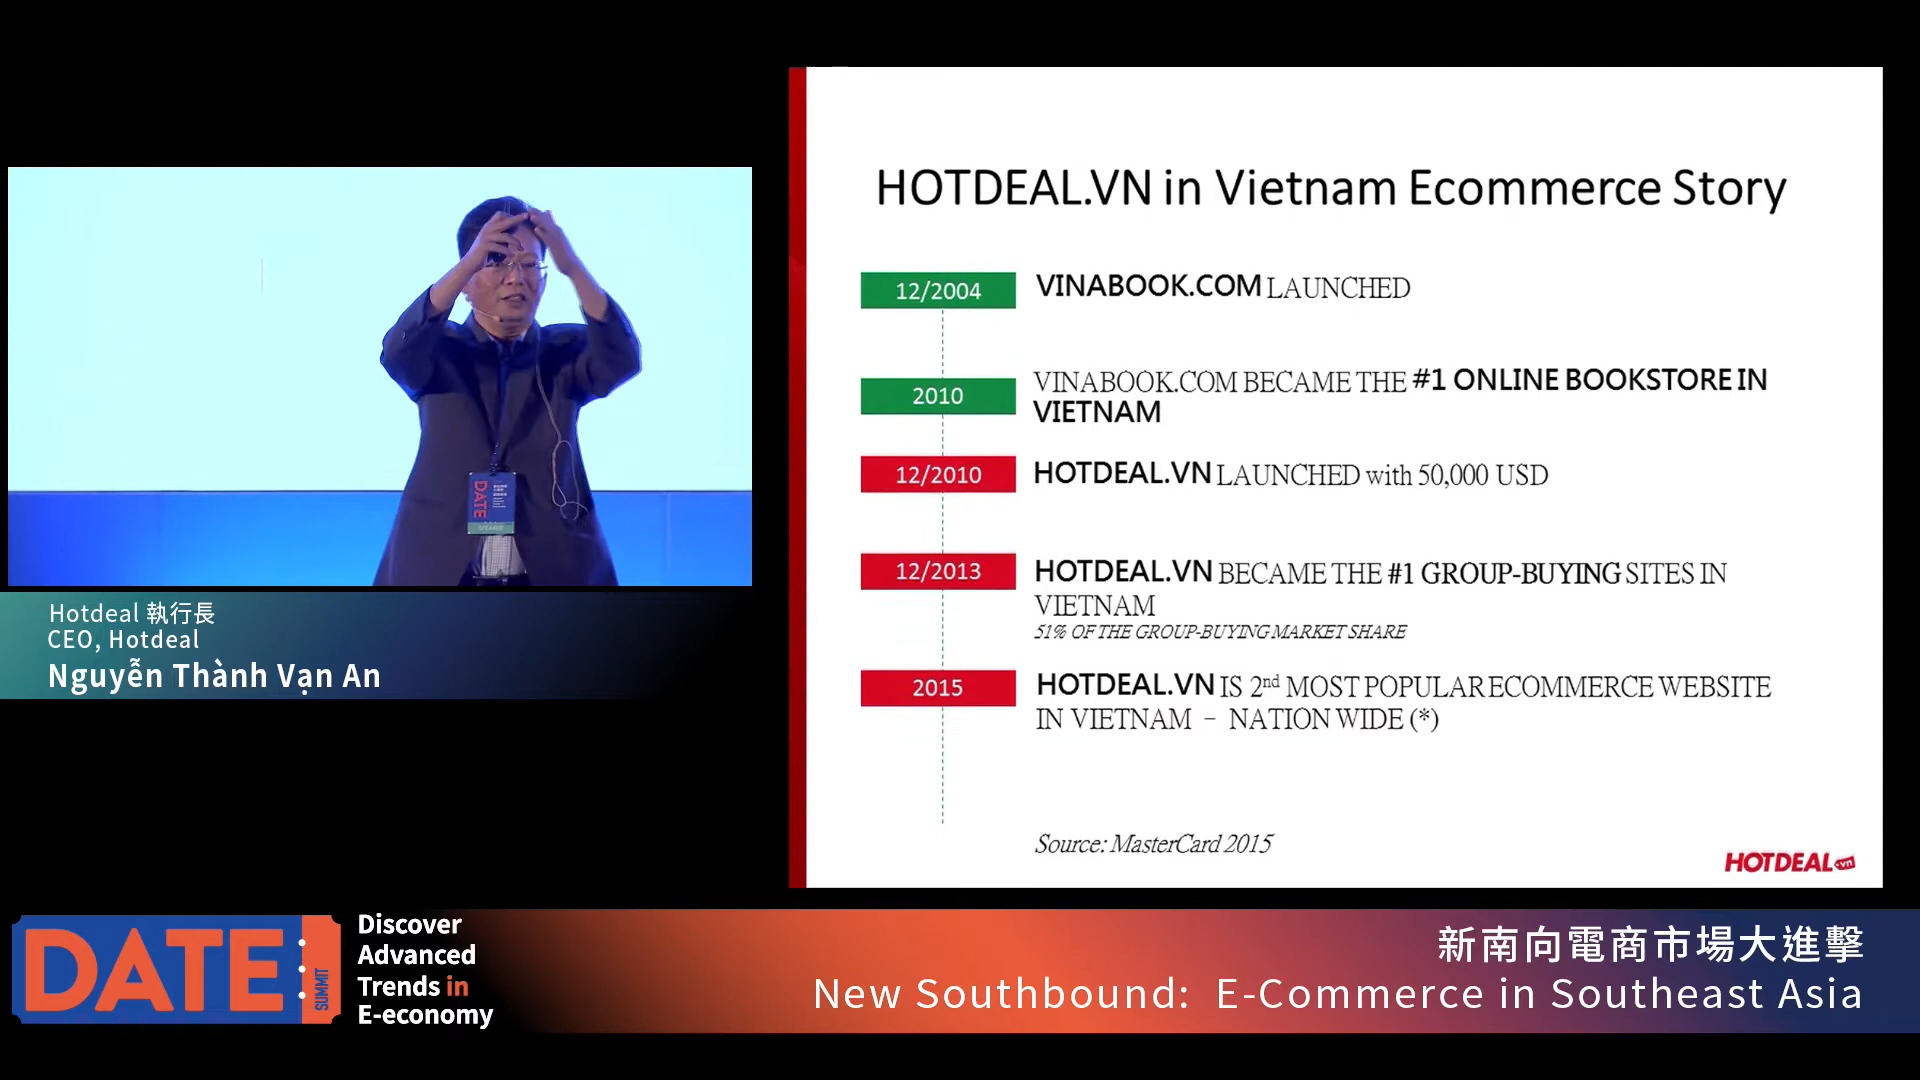 HOTDEAL.VN in Vietnam Ecommerce Story
12/2004
VINABOOK.COM LAUNCHED
2010
VINABOOK.COM BECAME THE #1 ONLINE BOOKSTORE IN
VIETNAM
12/2010
HOTDEAL.VN LAUNCHED with 50,000 USD
12/2013
HOTDEAL.VN BECAME THE #1 GROUP-BUYING SITES IN
VIETNAM
51% OF THE GROUP-BUYING MARKET SHARE
2015
HOTDEAL.VN IS 2nd MOST POPULAR ECOMMERCE WEBSITE
IN VIETNAM – NATION WIDE (*)
Source: MasterCard 2015
HOTDEAL.vn
DATE
Hotdeal 執行長
CEO, Hotdeal
Nguyễn Thành Vạn An
DATE SUMMIT
Discover
Advanced
Trends in
E-economy
新南向電商市場大進擊
New Southbound: E-Commerce in Southeast Asia